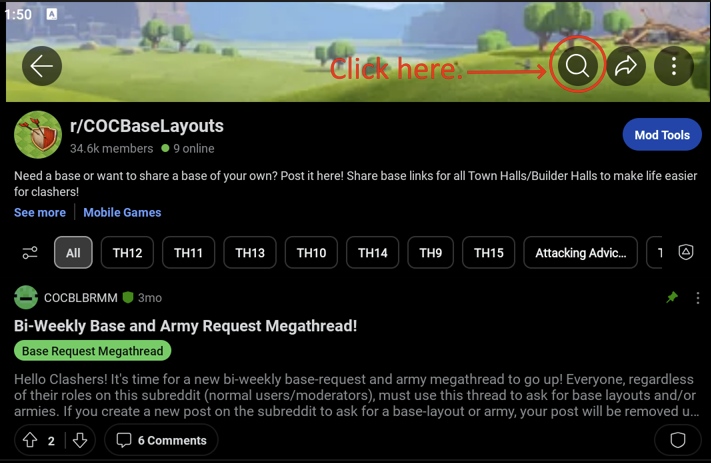 1:50 A
Click here.
r/COCBaseLayouts
34.6k members 9 online
Mod Tools
Need a base or want to share a base of your own? Post it here! Share base links for all Town Halls/Builder Halls to make life easier
for clashers!
See more Mobile Games
All TH12 TH11 TH13 TH10 TH14 TH9 TH15 Attacking Advic... T
COCBLBRMM 3mo
Bi-Weekly Base and Army Request Megathread!
Base Request Megathread
Hello Clashers! It's time for a new bi-weekly base-request and army megathread to go up! Everyone, regardless
of their roles on this subreddit (normal users/moderators), must use this thread to ask for base layouts and/or
armies. If you create a new post on the subreddit to ask for a base-layout or army, your post will be removed u...
2 6 Comments